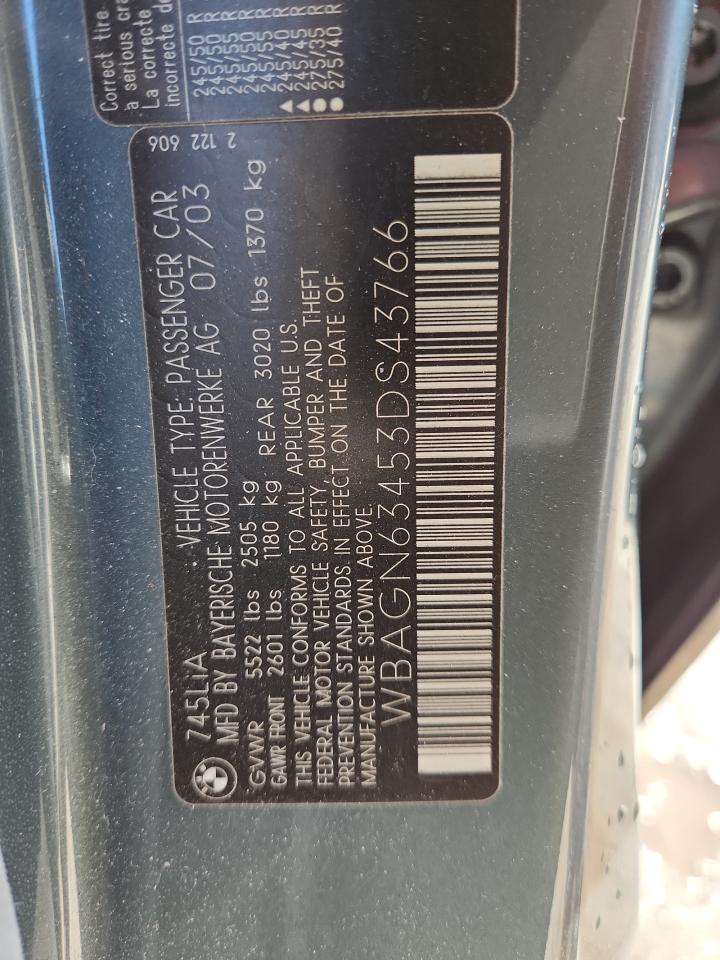 745LiA . VEHICLE TYPE: PASSENGER CAR
MFD BY BAYERISCHE MOTORENWERKE AG 07/03
GVWR 5522 lbs 2505 kg
GAWR FRONT 2601 lbs 1180 kg REAR 3020 lbs 1370 kg
THIS VEHICLE CONFORMS TO ALL APPLICABLE U.S.
FEDERAL MOTOR VEHICLE SAFETY, BUMPER AND THEFT
PREVENTION STANDARDS IN EFFECT ON THE DATE OF
MANUFACTURE SHOWN ABOVE.
WBAGN63453DS43766
2 122 606
Correct tire
a serious
La correcte
Incorrecte de
245/50 R
245/50 R
245/55 R
245/50 R
245/55 R
▲ 245/40 R
▲ 245/45 R
● 275/35 R
● 275/40 R